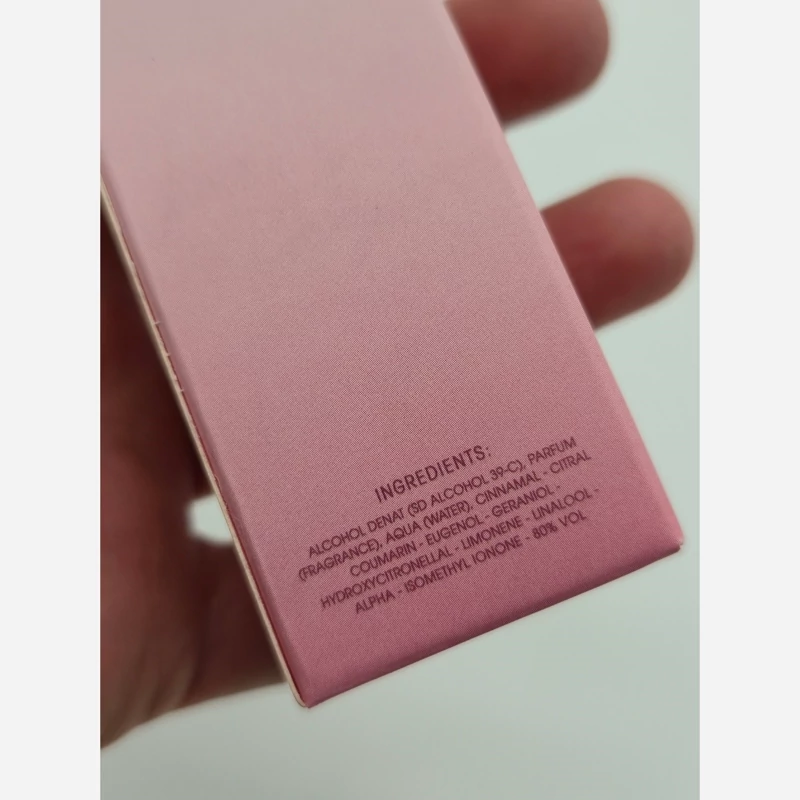 INGREDIENTS:
ALCOHOL DENAT (SD ALCOHOL 39-C), PARFUM
(FRAGRANCE), AQUA (WATER), CINNAMAL - CITRAL
COUMARIN - EUGENOL - GERANIOL -
HYDROXYCITRONELLAL - LIMONENE - LINALOOL -
ALPHA - ISOMETHYL IONONE - 80% VOL